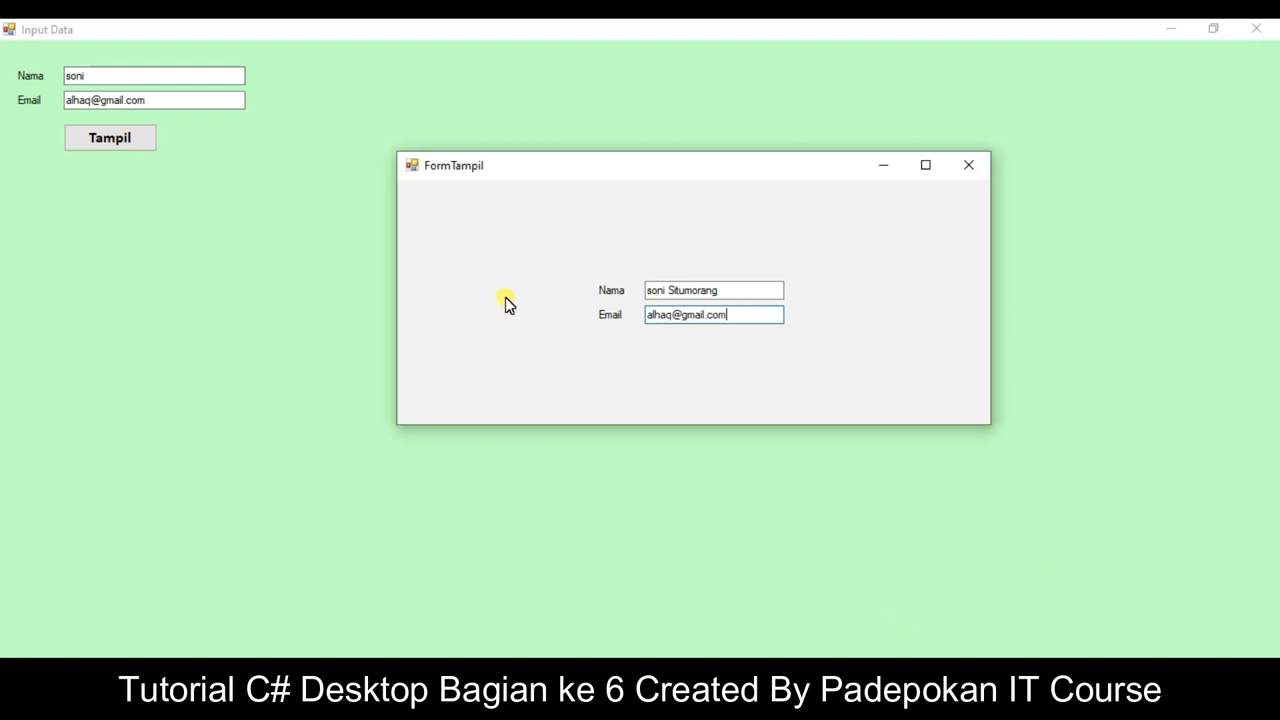 Input Data
Nama soni
Email alhaq@gmail.com
Tampil
FormTampil
Nama soni Situmorang
Email alhaq@gmail.com
Tutorial C# Desktop Bagian ke 6 Created By Padepokan IT Course